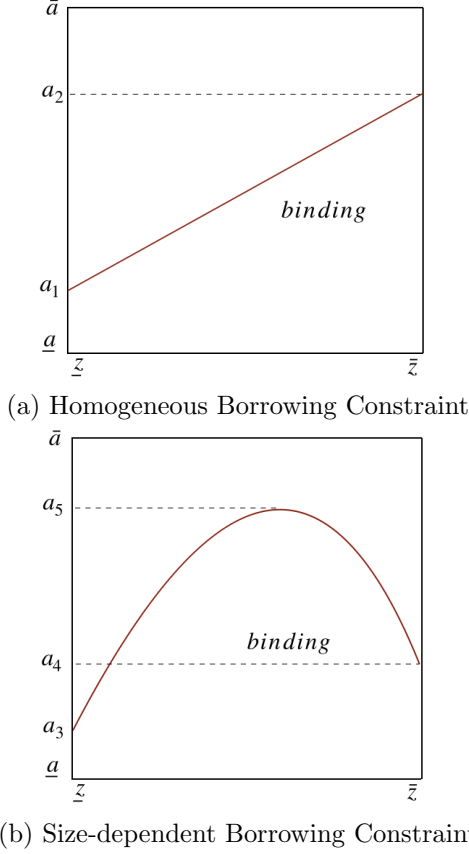 ā
a₂
binding
a₁
a̲
z̲ z̄
(a) Homogeneous Borrowing Constraint
ā
a₅
binding
a₄
a₃
a̲
z̲ z̄
(b) Size-dependent Borrowing Constraint